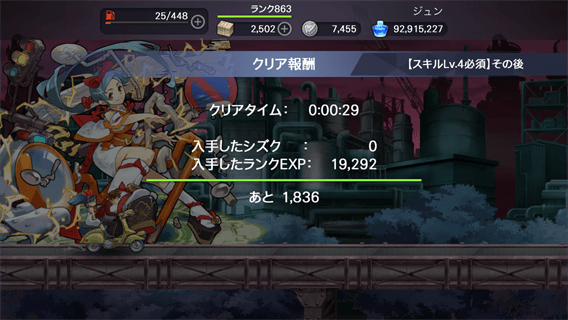 ランク863
ジュン
25/448
2,502
7,455
92,915,227
クリア報酬
【スキルLv.4必須】その後
クリアタイム: 0:00:29
入手したシズク : 0
入手したランクEXP: 19,292
あと 1,836